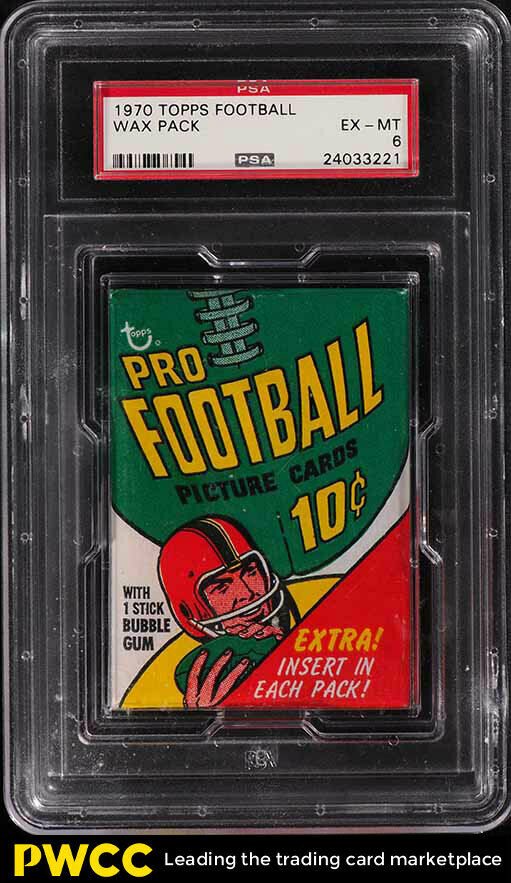 PSA
1970 TOPPS FOOTBALL
WAX PACK
EX – MT
6
PSA
24033221
Topps
PRO
FOOTBALL
PICTURE CARDS
10¢
WITH
1 STICK
BUBBLE
GUM
EXTRA!
INSERT IN
EACH PACK!
PSA
PWCC Leading the trading card marketplace